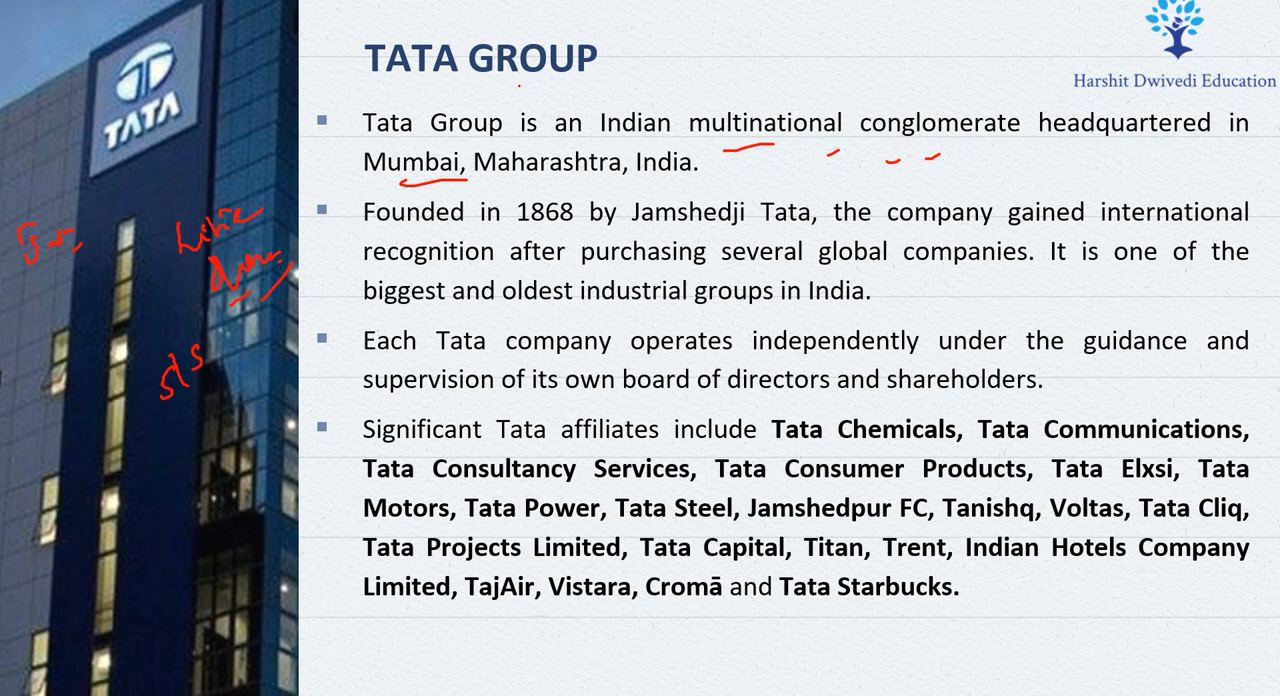 TATA
TATA GROUP
Harshit Dwivedi Education
▪ Tata Group is an Indian multinational conglomerate headquartered in
Mumbai, Maharashtra, India.
▪ Founded in 1868 by Jamshedji Tata, the company gained international
recognition after purchasing several global companies. It is one of the
biggest and oldest industrial groups in India.
▪ Each Tata company operates independently under the guidance and
supervision of its own board of directors and shareholders.
▪ Significant Tata affiliates include Tata Chemicals, Tata Communications,
Tata Consultancy Services, Tata Consumer Products, Tata Elxsi, Tata
Motors, Tata Power, Tata Steel, Jamshedpur FC, Tanishq, Voltas, Tata Cliq,
Tata Projects Limited, Tata Capital, Titan, Trent, Indian Hotels Company
Limited, TajAir, Vistara, Cromā and Tata Starbucks.